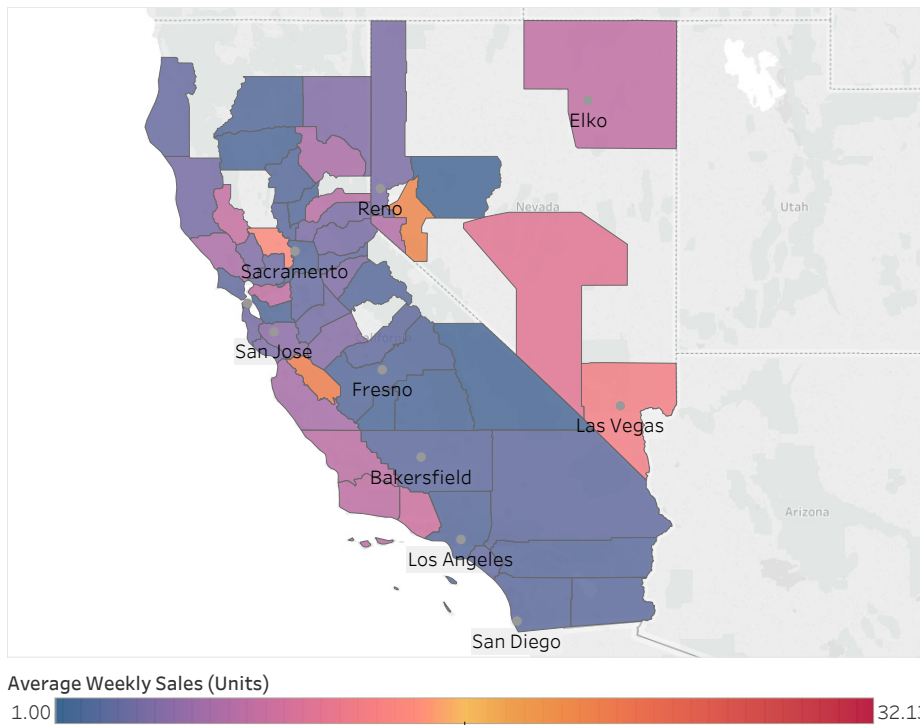 Elko
Reno
Nevada
Utah
Sacramento
San Jose
Fresno
Las Vegas
Bakersfield
Arizona
Los Angeles
San Diego
Average Weekly Sales (Units)
1.00
32.1